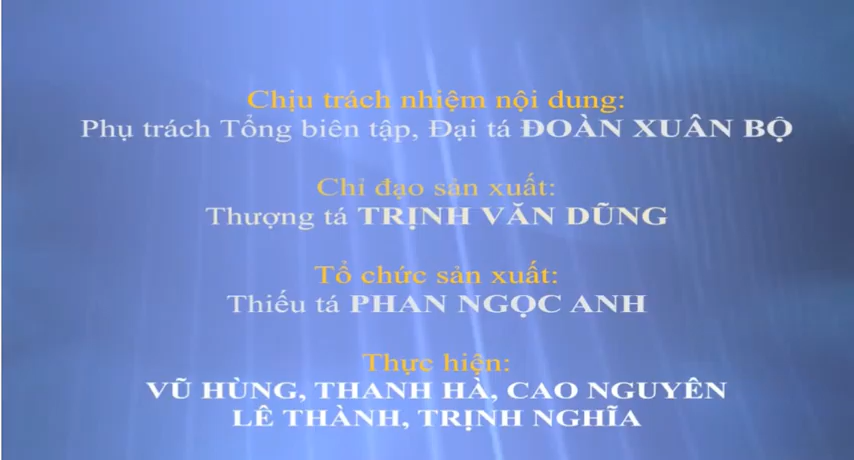 Chịu trách nhiệm nội dung:
Phụ trách Tổng biên tập, Đại tá ĐOÀN XUÂN BỘ
Chỉ đạo sản xuất:
Thượng tá TRỊNH VĂN DŨNG
Tổ chức sản xuất:
Thiếu tá PHAN NGỌC ANH
Thực hiện:
VŨ HÙNG, THANH HÀ, CAO NGUYÊN
LÊ THÀNH, TRỊNH NGHĨA